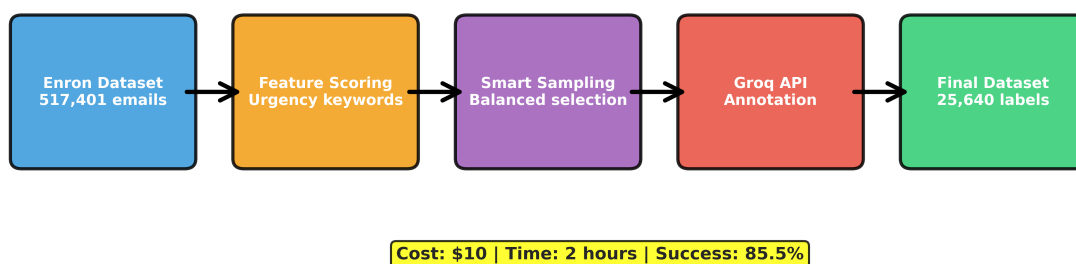 Enron Dataset
517,401 emails
Feature Scoring
Urgency keywords
Smart Sampling
Balanced selection
Groq API
Annotation
Final Dataset
25,640 labels
Cost: $10 | Time: 2 hours | Success: 85.5%